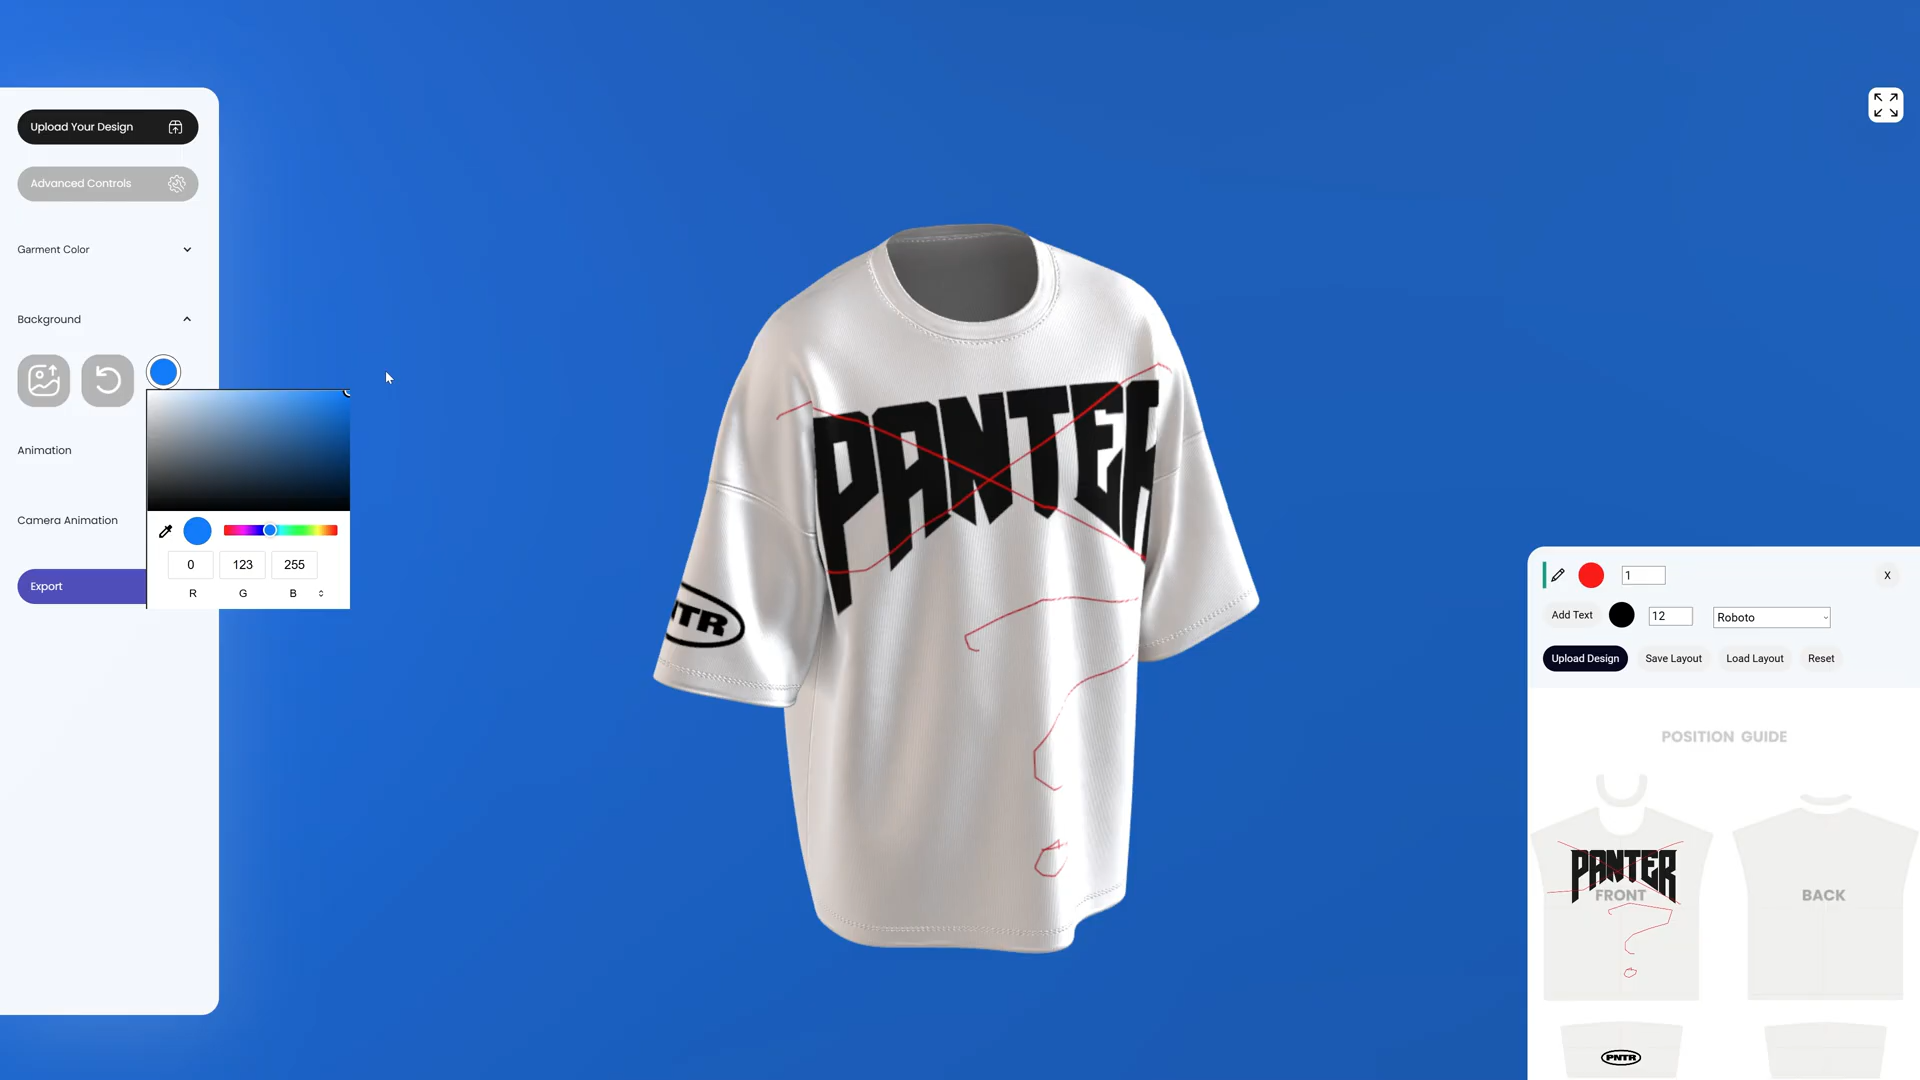 Upload Your Design
Advanced Controls
Garment Color
Background
Animation
Camera Animation
Export
0 123 255
R G B
PANTER
NTR
1
X
Add Text 12 Roboto
Upload Design Save Layout Load Layout Reset
POSITION GUIDE
PANTER
FRONT
BACK
PNTR